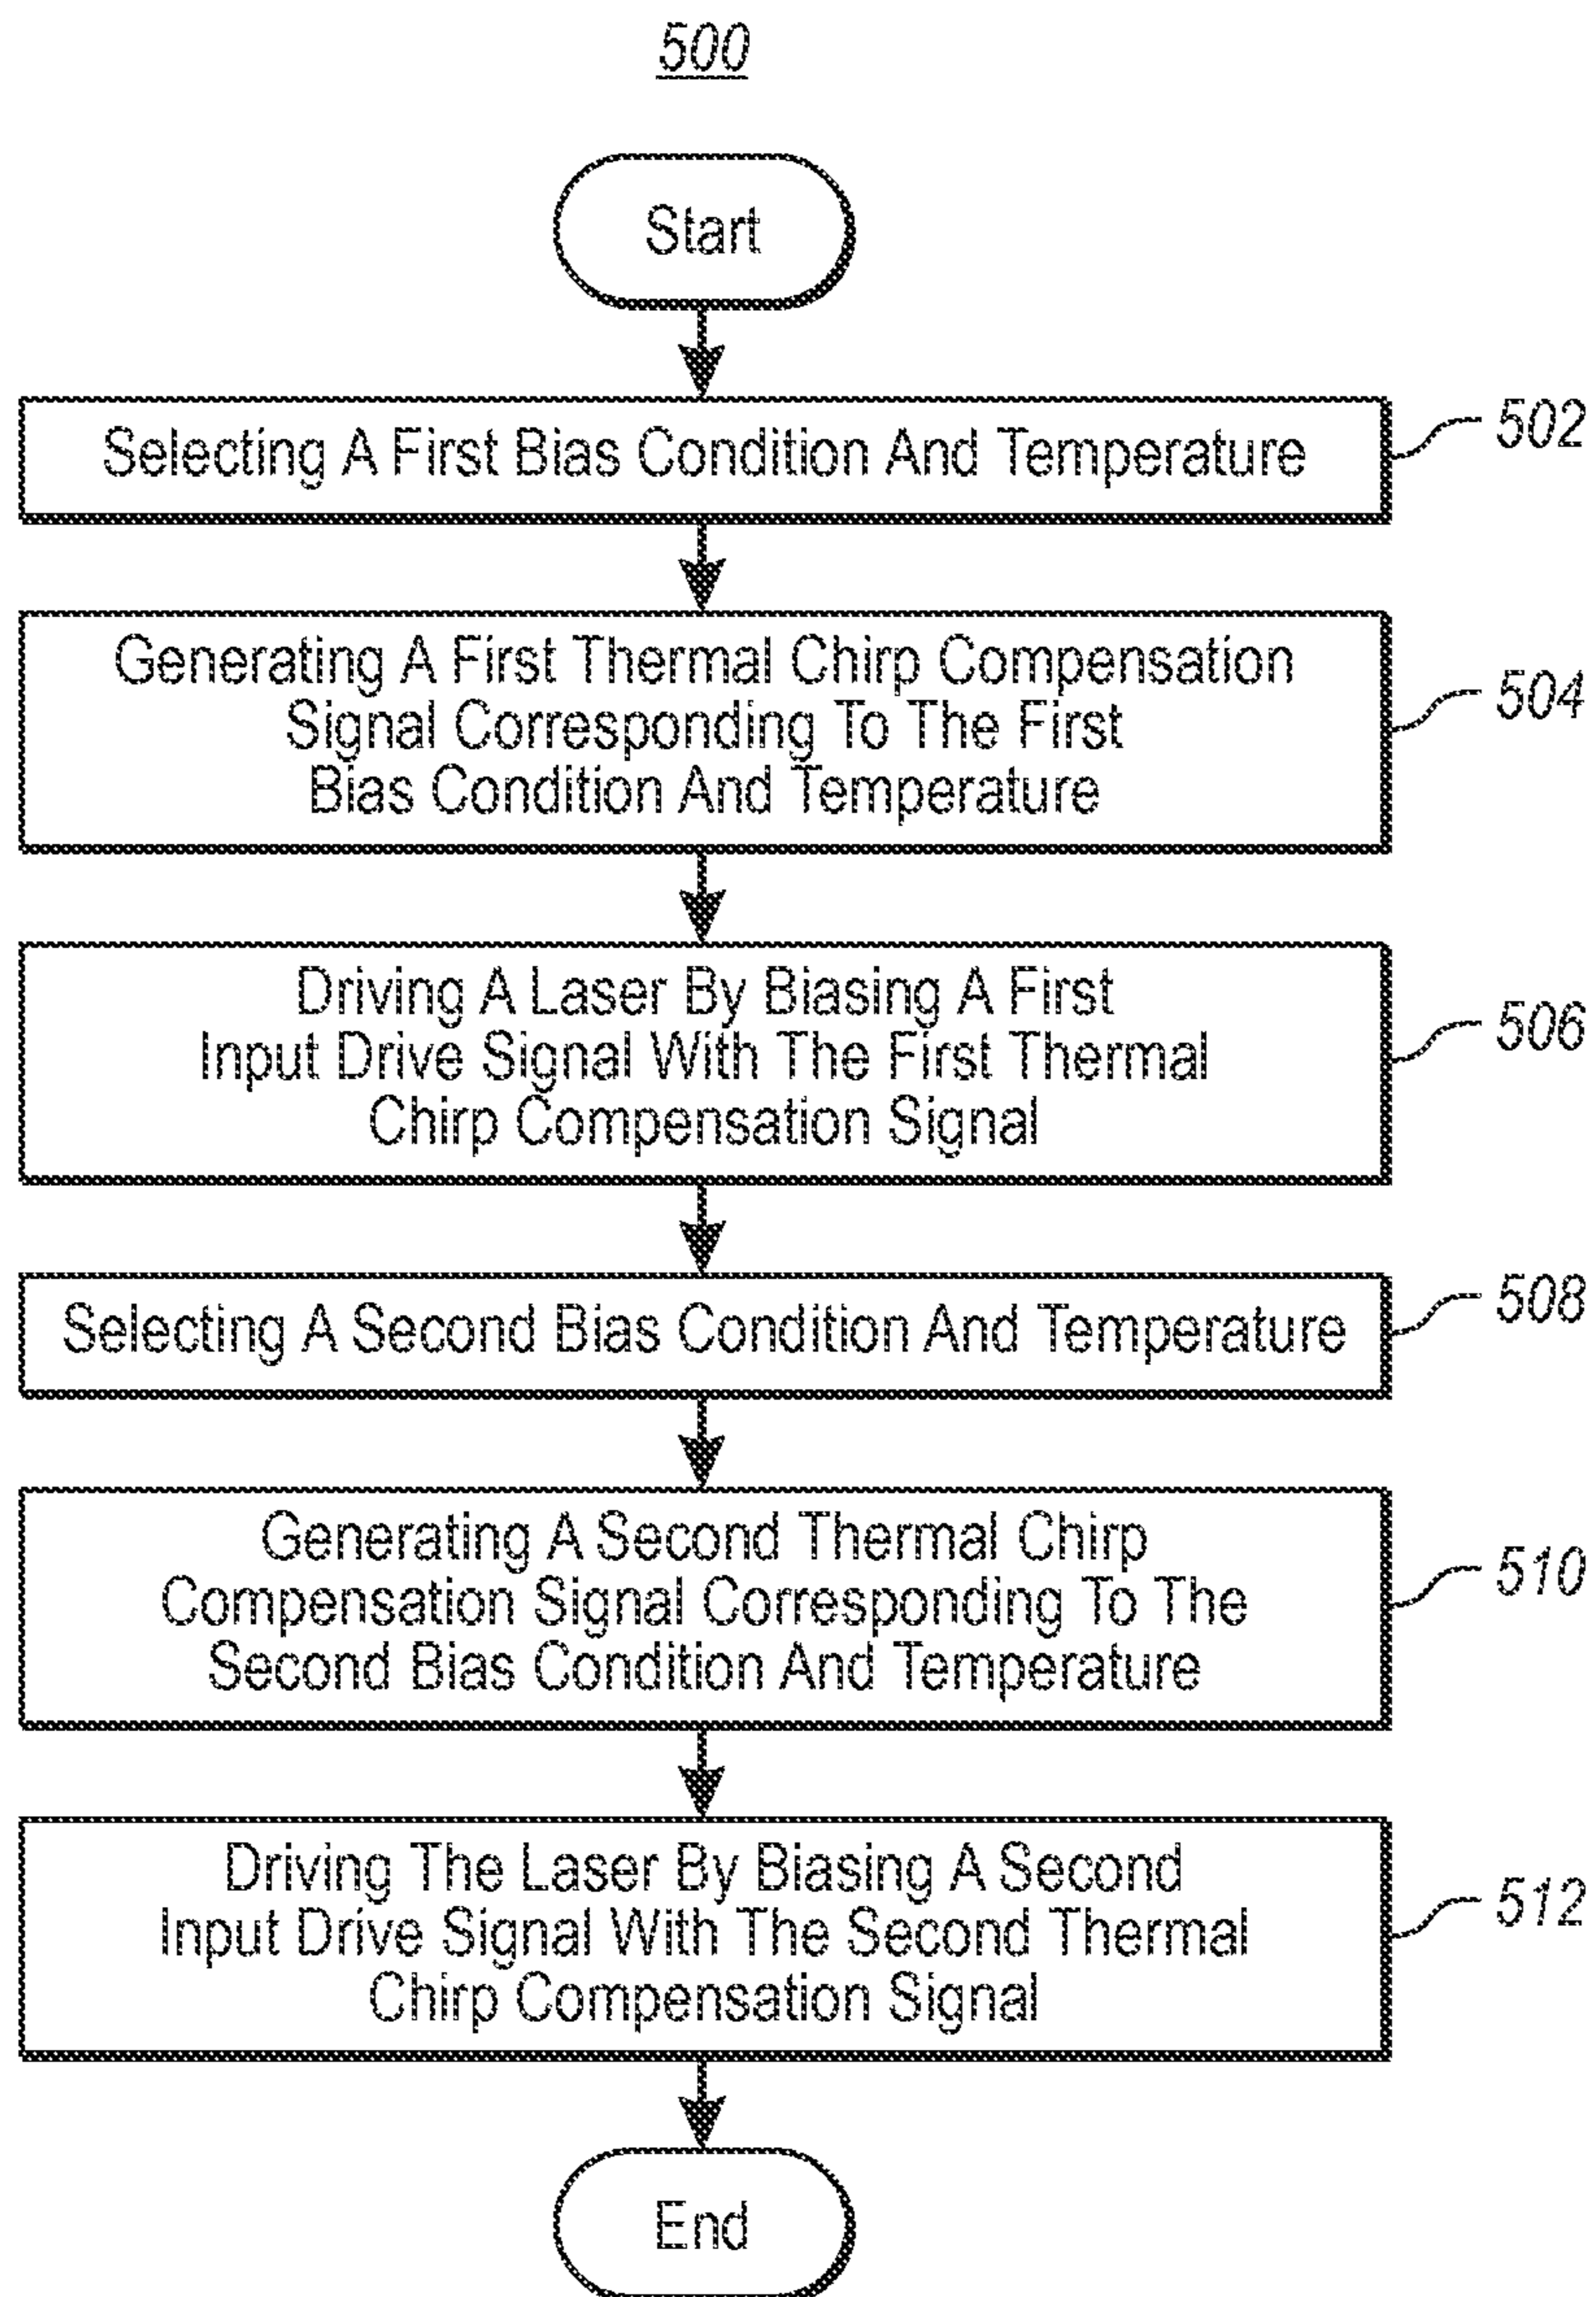 500
Start
Selecting A First Bias Condition And Temperature
502
Generating A First Thermal Chirp Compensation
Signal Corresponding To The First
Bias Condition And Temperature
504
Driving A Laser By Biasing A First
Input Drive Signal With The First Thermal
Chirp Compensation Signal
506
Selecting A Second Bias Condition And Temperature
508
Generating A Second Thermal Chirp
Compensation Signal Corresponding To The
Second Bias Condition And Temperature
510
Driving The Laser By Biasing A Second
Input Drive Signal With The Second Thermal
Chirp Compensation Signal
512
End